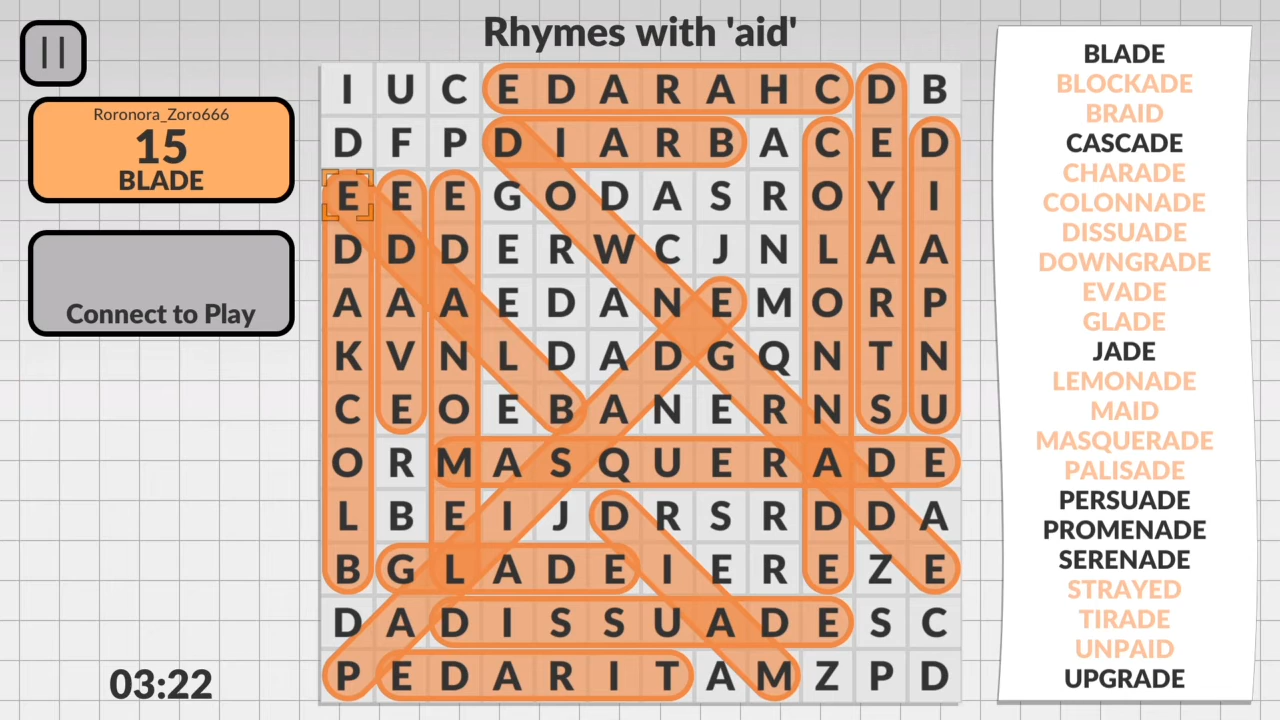 Rhymes with 'aid'
Roronora_Zoro666
15
BLADE
Connect to Play
03:22
I U C E D A R A H C D B
D F P D I A R B A C E D
E E E G O D A S R O Y I
D D D E R W C J N L A A
A A A E D A N E M O R P
K V N L D A D G Q N T N
C E O E B A N E R N S U
O R M A S Q U E R A D E
L B E I J D R S R D D A
B G L A D E I E R E Z E
D A D I S S U A D E S C
P E D A R I T A M Z P D
BLADE
BLOCKADE
BRAID
CASCADE
CHARADE
COLONNADE
DISSUADE
DOWNGRADE
EVADE
GLADE
JADE
LEMONADE
MAID
MASQUERADE
PALISADE
PERSUADE
PROMENADE
SERENADE
STRAYED
TIRADE
UNPAID
UPGRADE